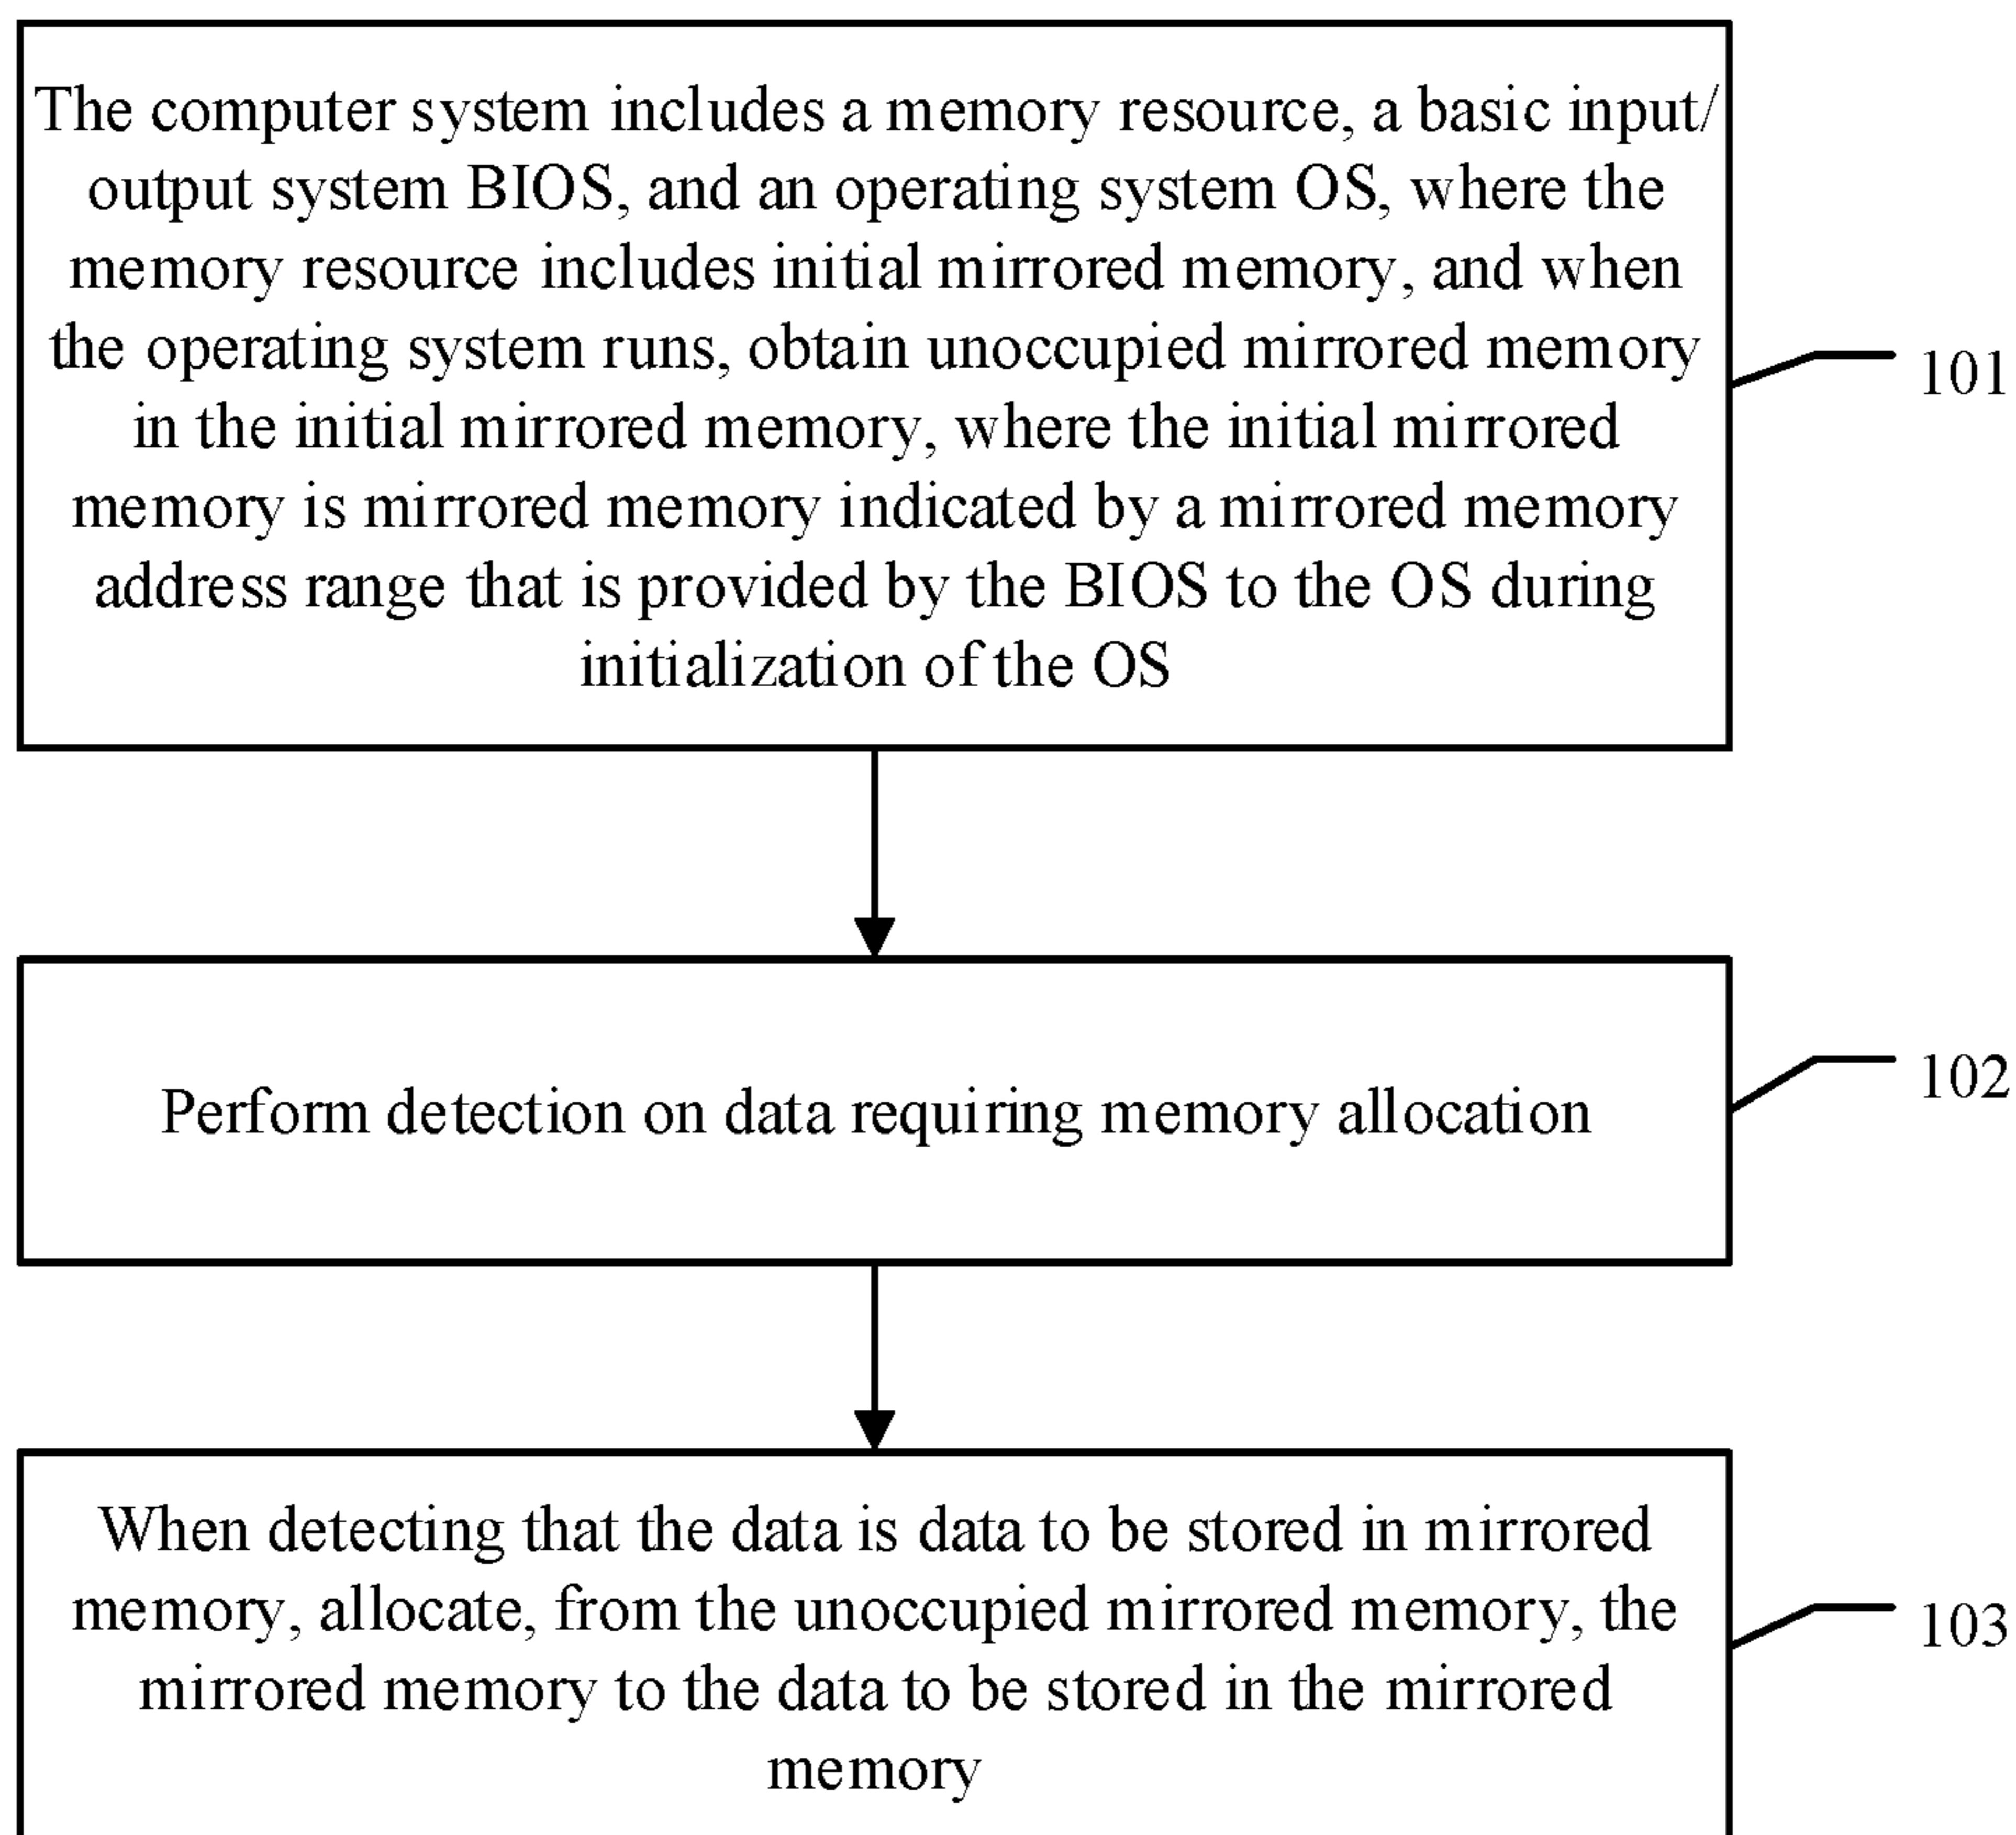 The computer system includes a memory resource, a basic input/
output system BIOS, and an operating system OS, where the
memory resource includes initial mirrored memory, and when
the operating system runs, obtain unoccupied mirrored memory
in the initial mirrored memory, where the initial mirrored
memory is mirrored memory indicated by a mirrored memory
address range that is provided by the BIOS to the OS during
initialization of the OS
101
Perform detection on data requiring memory allocation
102
When detecting that the data is data to be stored in mirrored
memory, allocate, from the unoccupied mirrored memory, the
mirrored memory to the data to be stored in the mirrored
memory
103